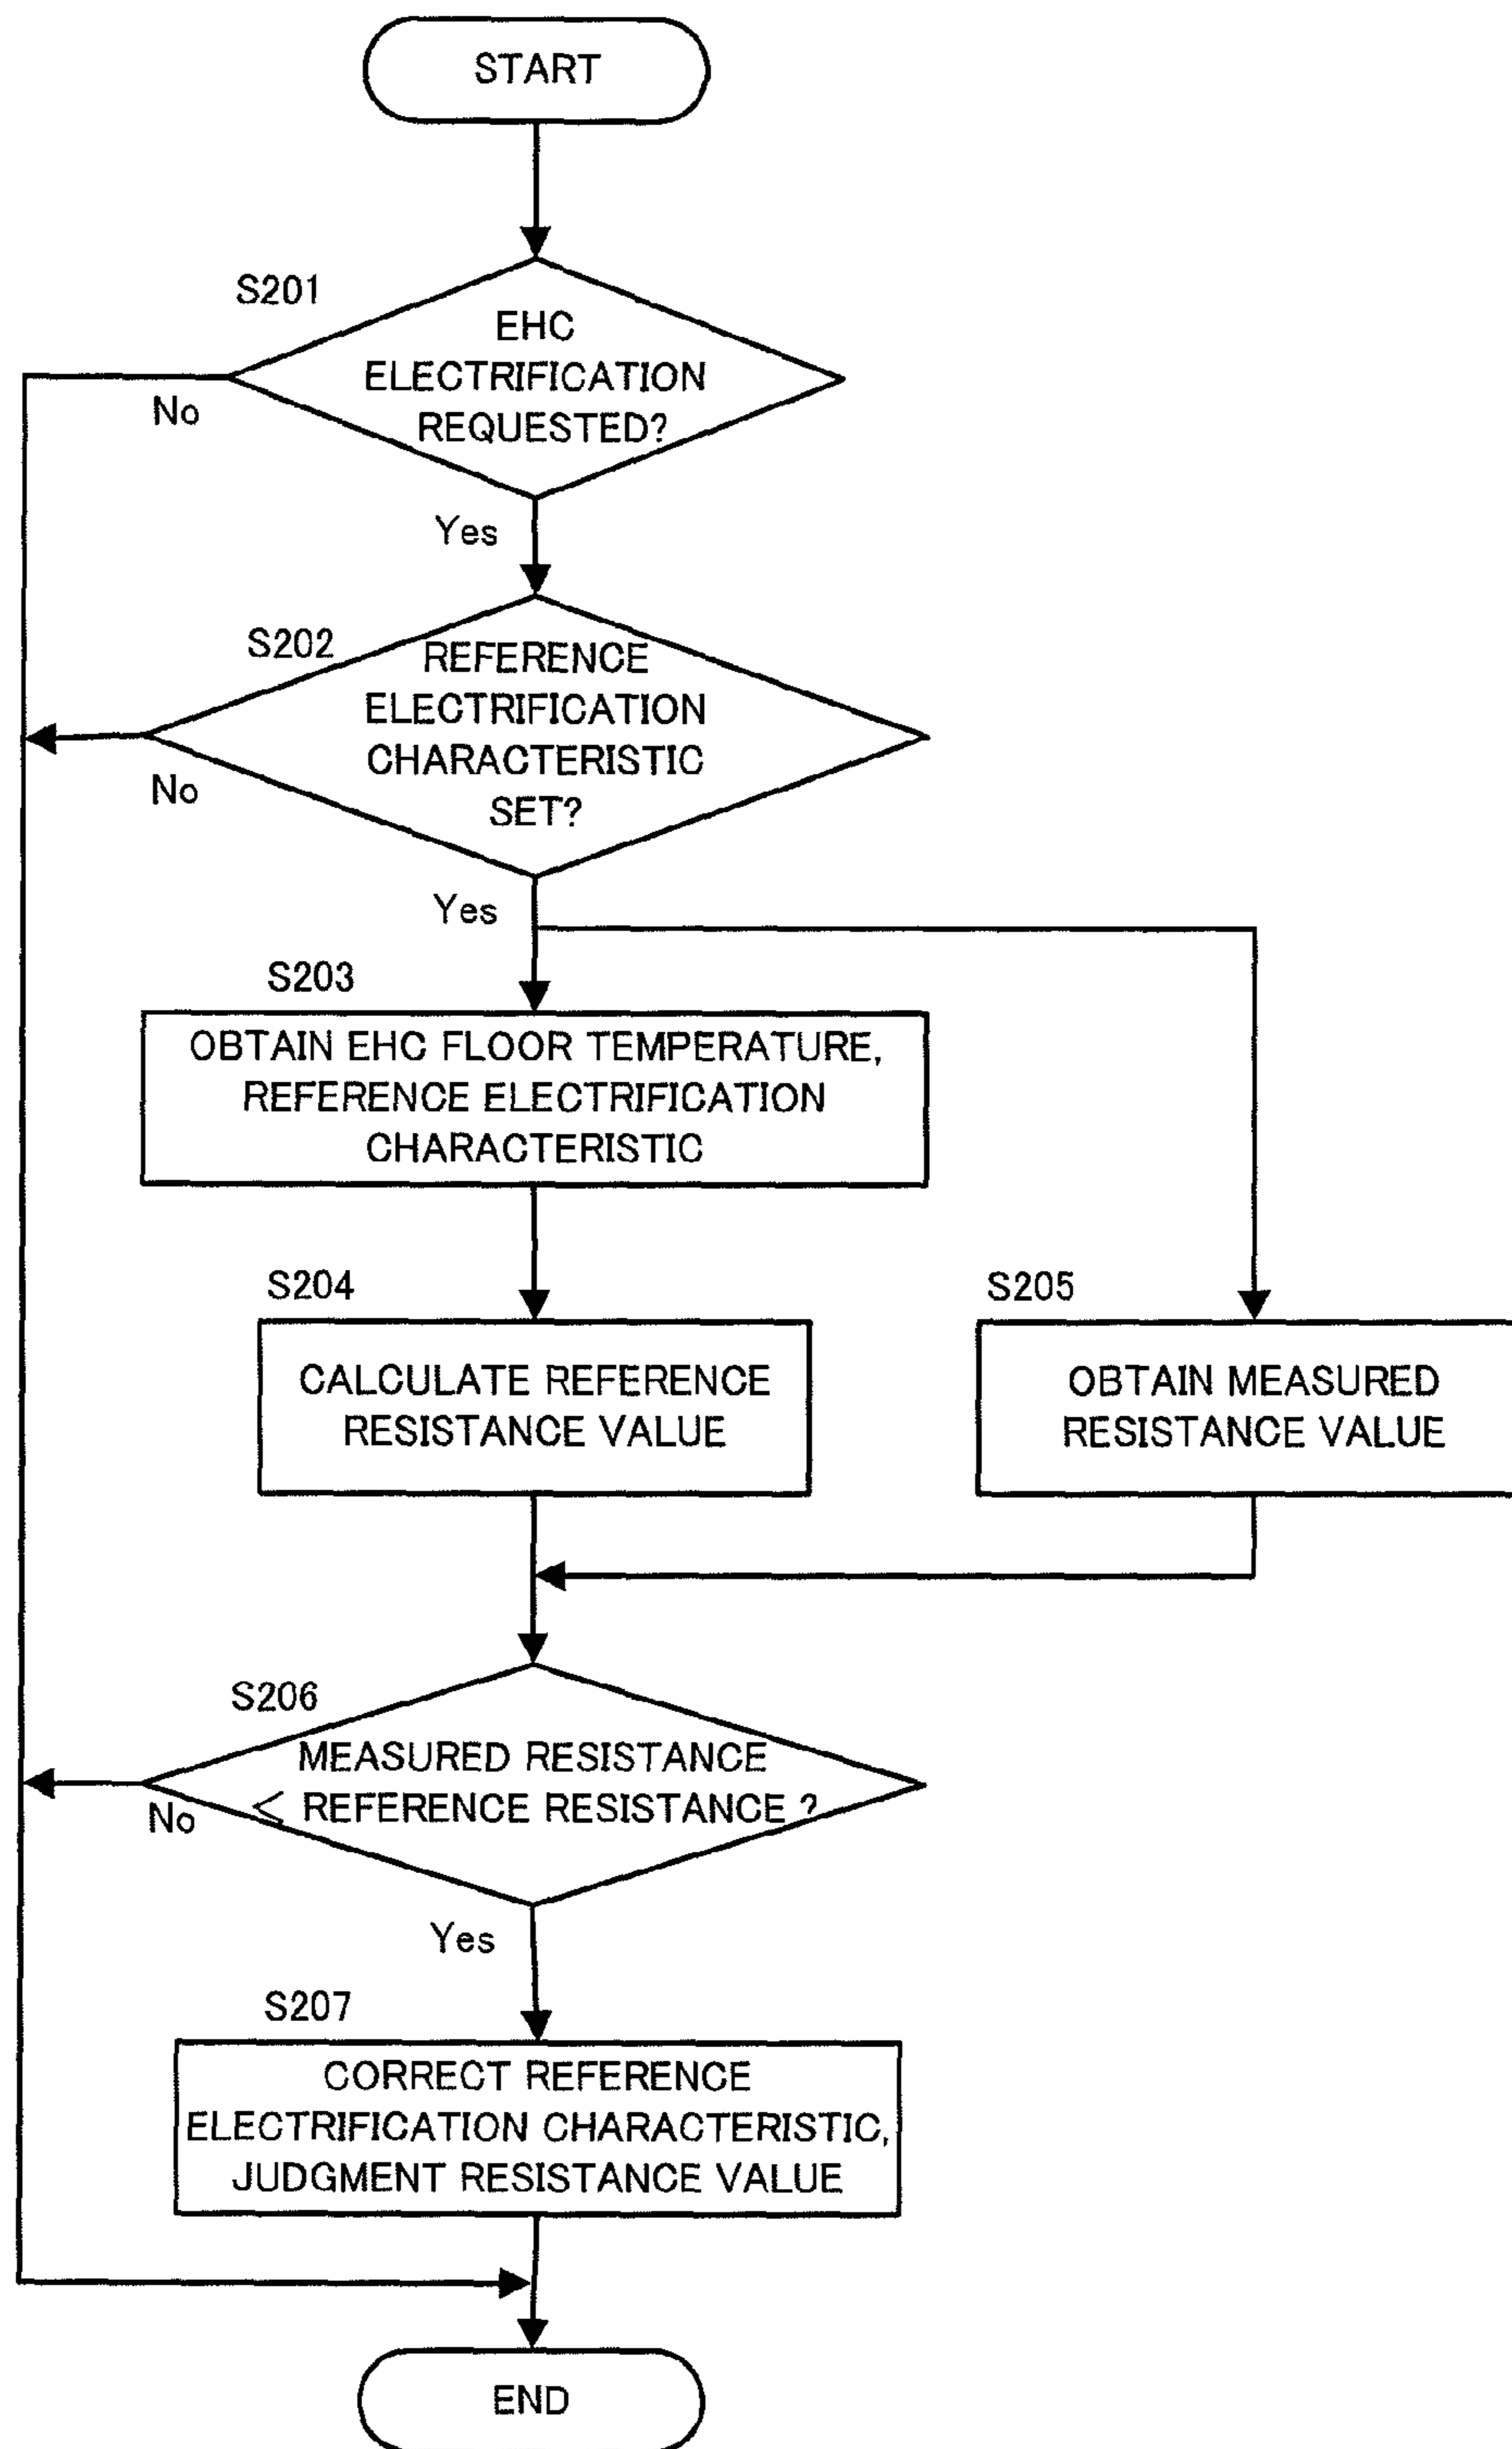 START
S201
EHC
ELECTRIFICATION
REQUESTED?
No
Yes
S202
REFERENCE
ELECTRIFICATION
CHARACTERISTIC
SET?
No
Yes
S203
OBTAIN EHC FLOOR TEMPERATURE,
REFERENCE ELECTRIFICATION
CHARACTERISTIC
S204
CALCULATE REFERENCE
RESISTANCE VALUE
S205
OBTAIN MEASURED
RESISTANCE VALUE
S206
MEASURED RESISTANCE
< REFERENCE RESISTANCE ?
No
Yes
S207
CORRECT REFERENCE
ELECTRIFICATION CHARACTERISTIC,
JUDGMENT RESISTANCE VALUE
END